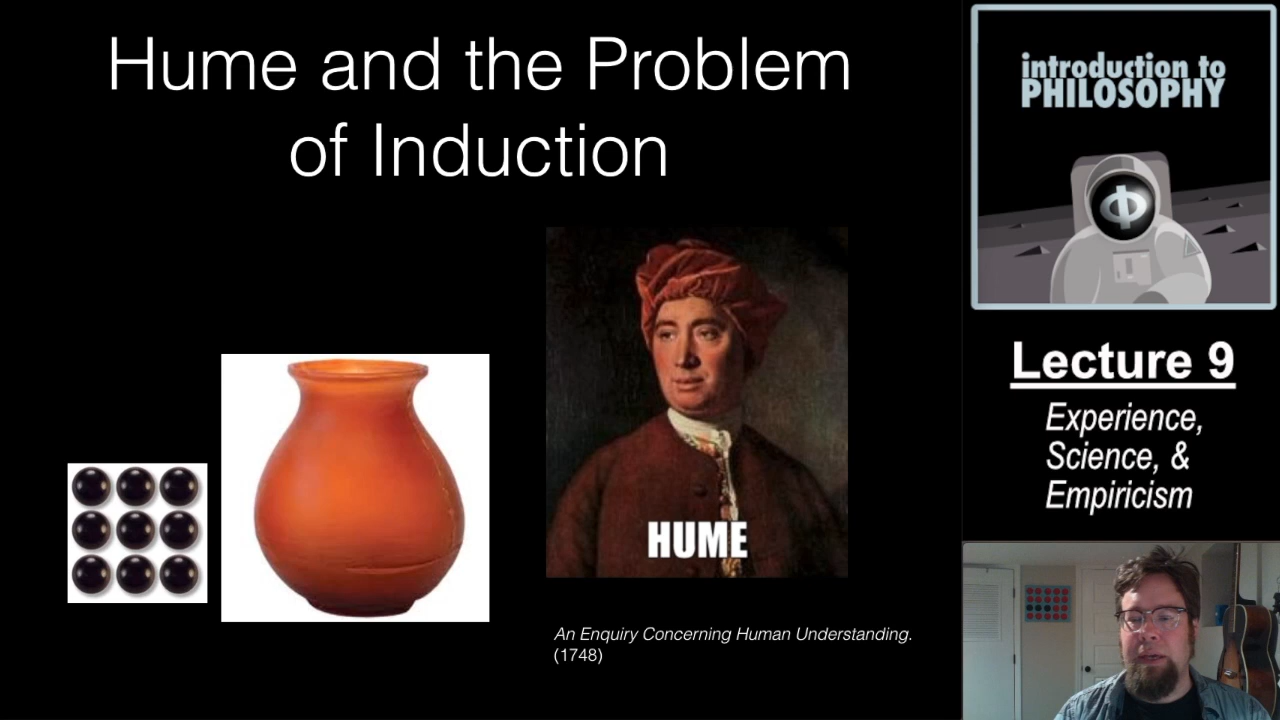 Hume and the Problem
of Induction
HUME
An Enquiry Concerning Human Understanding.
(1748)
introduction to
PHILOSOPHY
Φ
Lecture 9
Experience,
Science, &
Empiricism